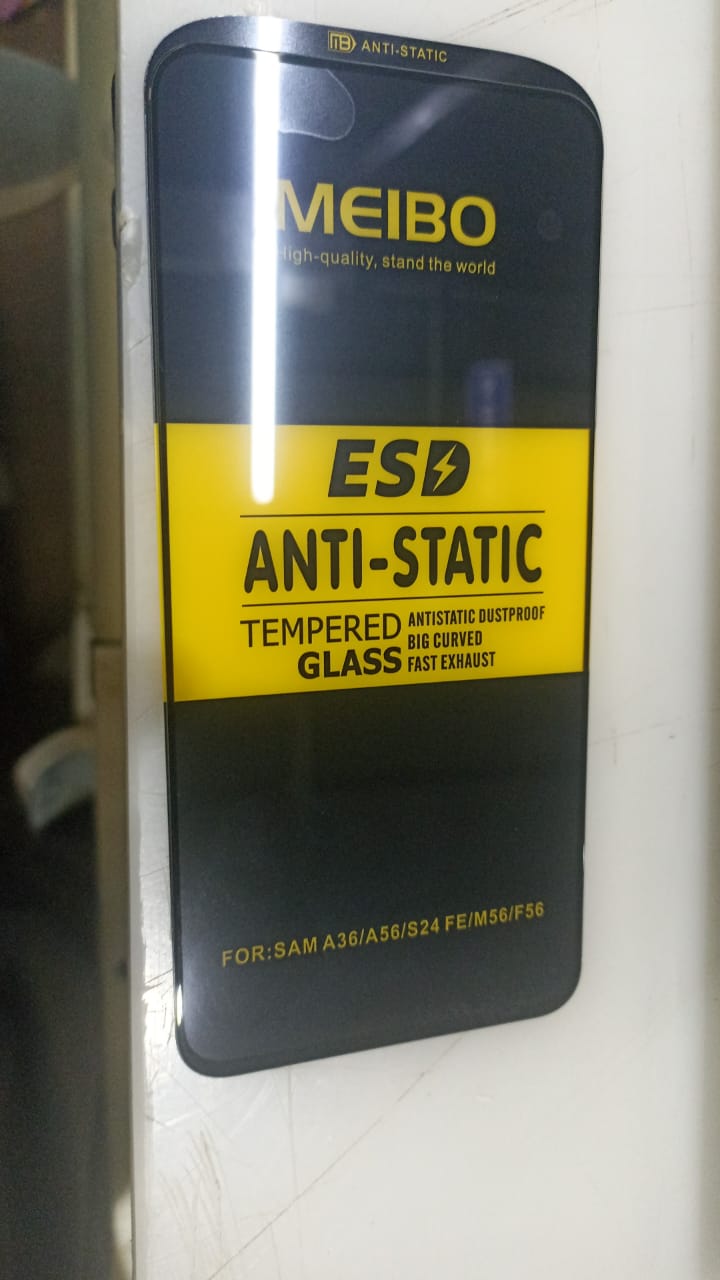 ANTI-STATIC
MEIBO
High-quality, stand the world
ESD
ANTI-STATIC
TEMPERED
GLASS
ANTISTATIC DUSTPROOF
BIG CURVED
FAST EXHAUST
FOR:SAM A36/A56/S24 FE/M56/F56